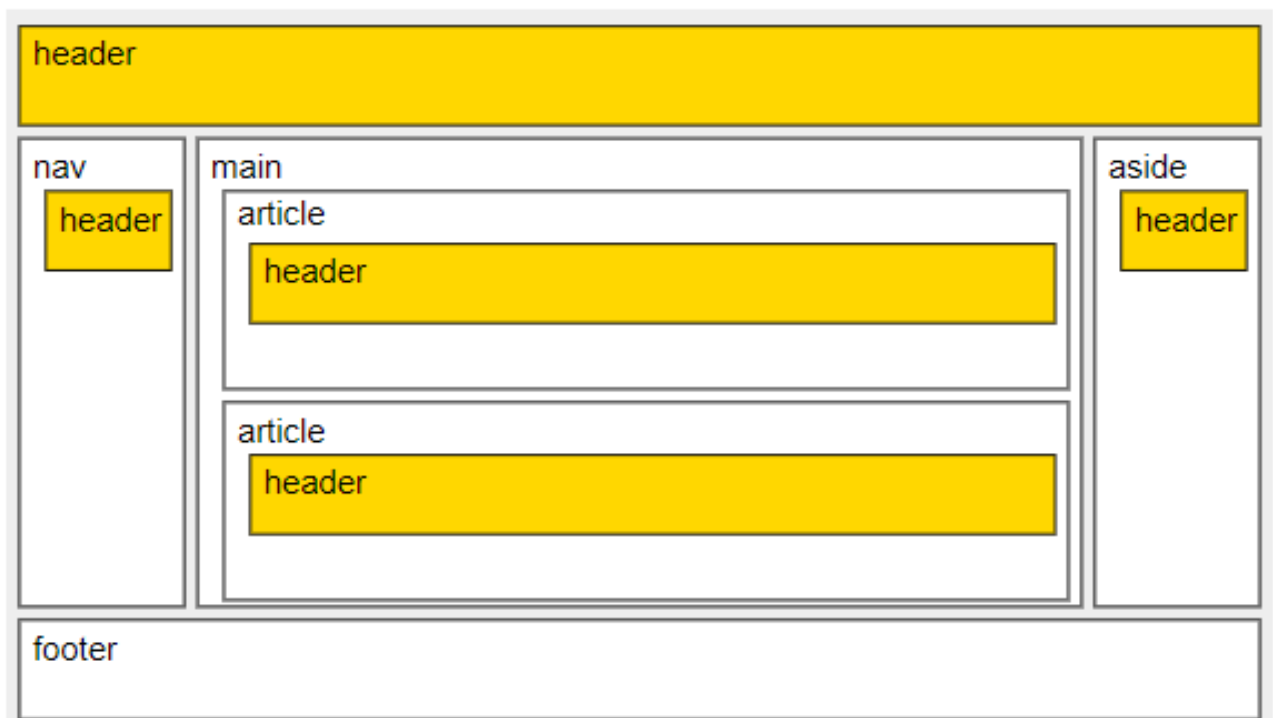 header
nav
header
main
article
header
article
header
aside
header
footer